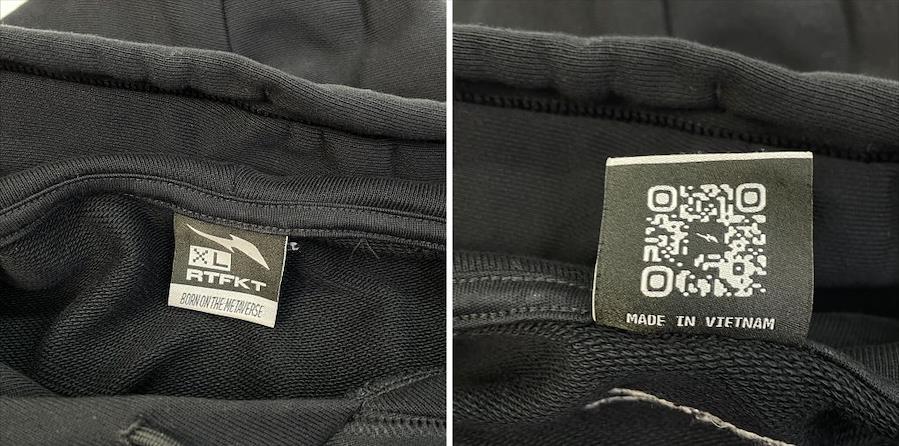 XL
RTFKT
BORN ON THE METAVERSE
MADE IN VIETNAM